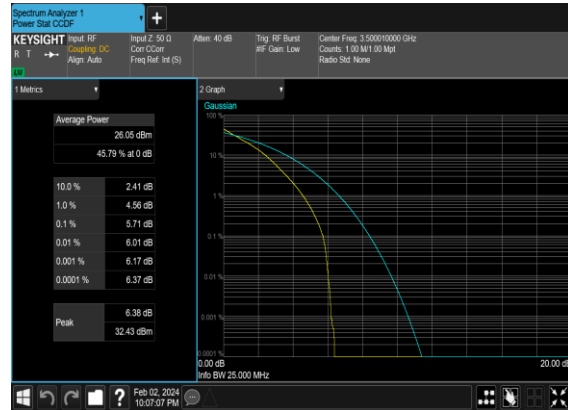 Spectrum Analyzer 1
Power Stat CCDF
KEYSIGHT
R T
LW
Input: RF
Coupling: DC
Align: Auto
Input Z: 50 Ω
Corr CCorr
Freq Ref: Int (S)
Atten: 40 dB
Trig: RF Burst
#IF Gain: Low
Center Freq: 3.500010000 GHz
Counts: 1.00 M/1.00 Mpt
Radio Std: None
1 Metrics
Average Power
26.05 dBm
45.79 % at 0 dB
10.0 % 2.41 dB
1.0 % 4.56 dB
0.1 % 5.71 dB
0.01 % 6.01 dB
0.001 % 6.17 dB
0.0001 % 6.37 dB
Peak
6.38 dB
32.43 dBm
2 Graph
Gaussian
100 %
10 %
1 %
0.1 %
0.01 %
0.001 %
0.0001 %
0.00 dB
20.00 dB
Info BW 25.000 MHz
?
Feb 02, 2024
10:07:07 PM